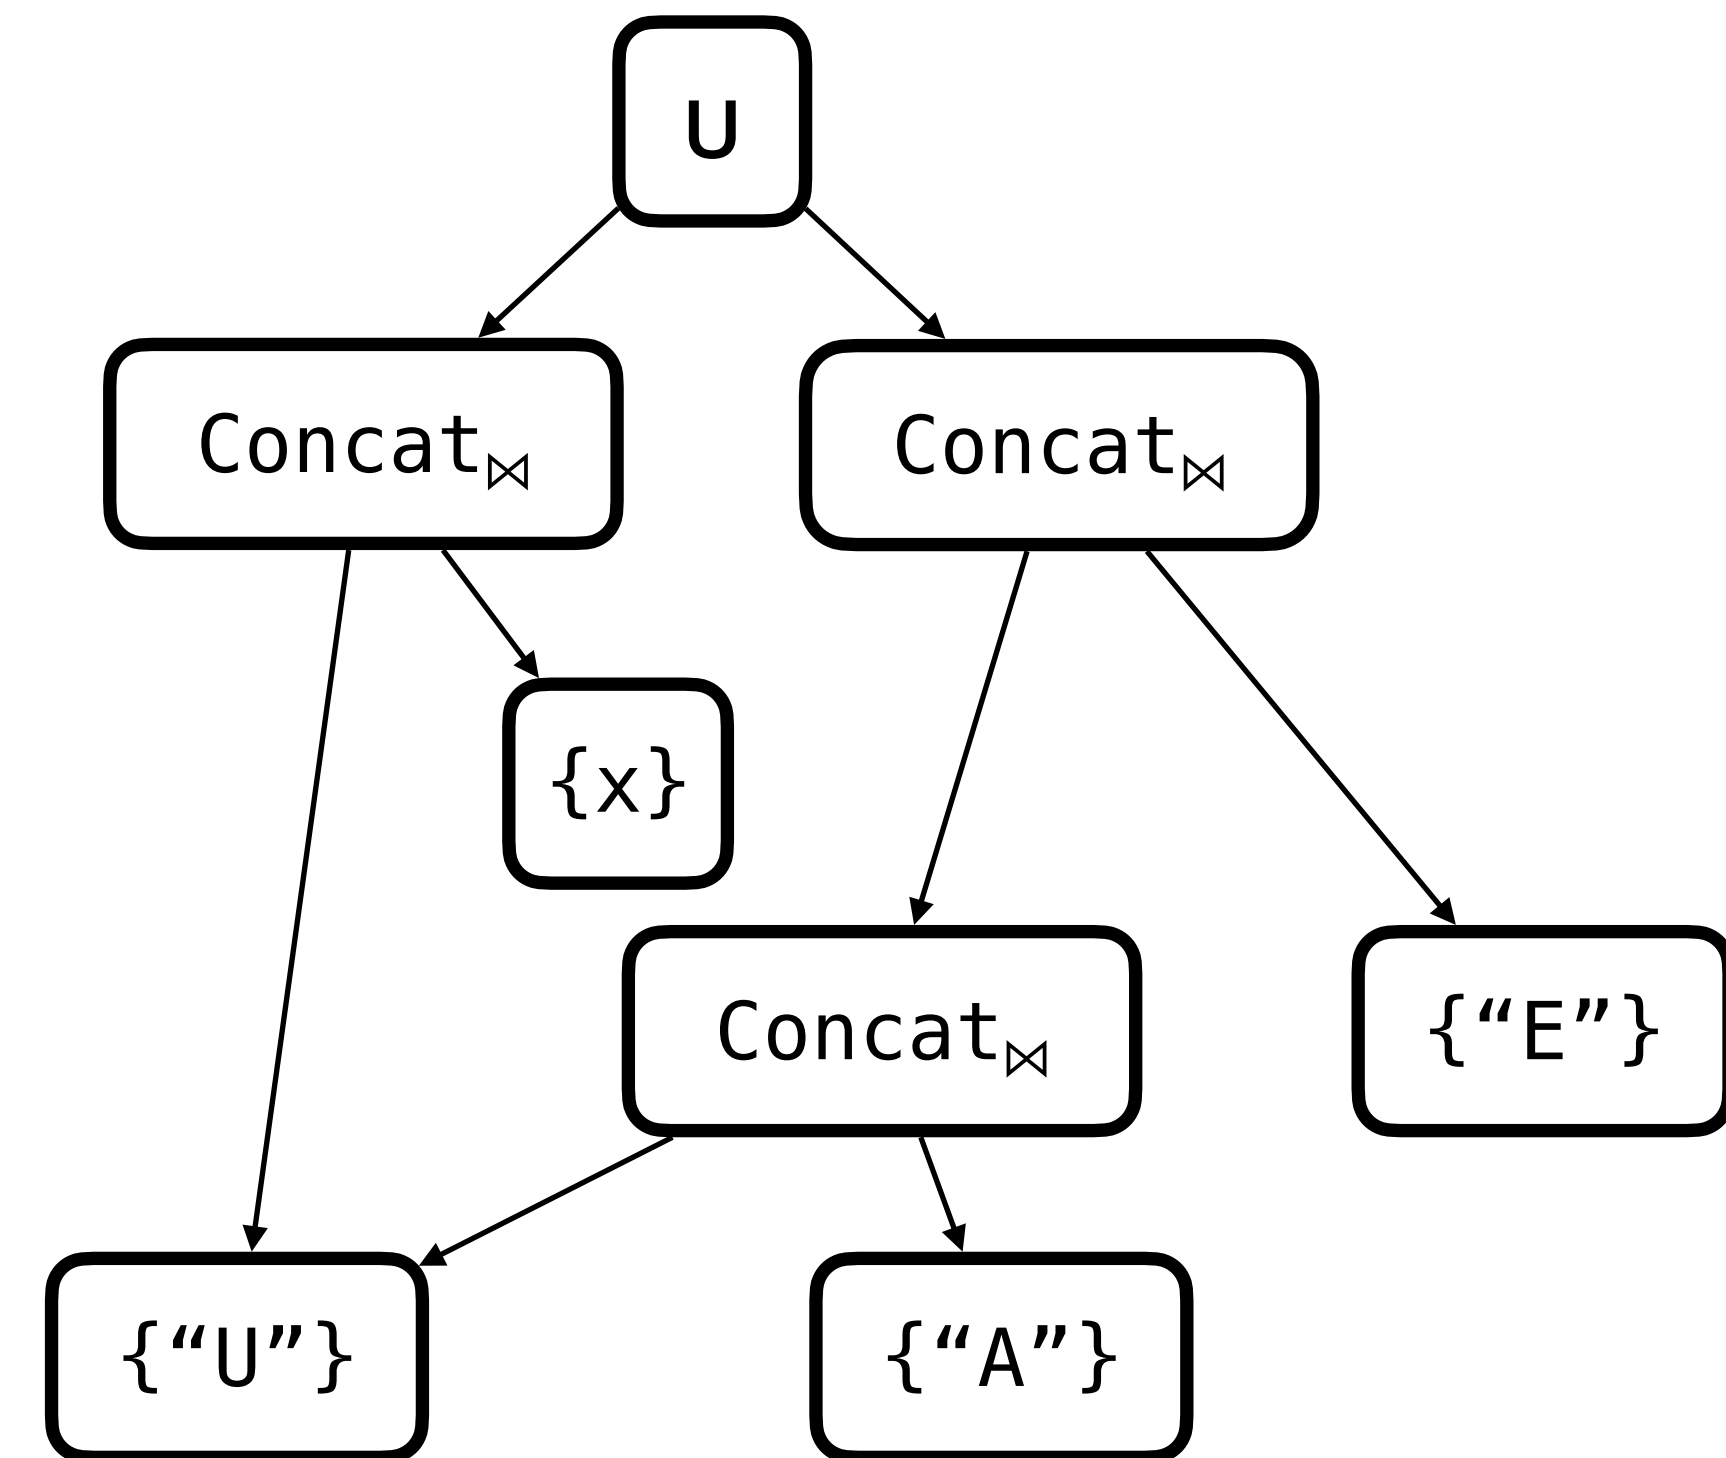 ∪
Concat⋈
Concat⋈
{x}
Concat⋈
{“E”}
{“U”}
{“A”}